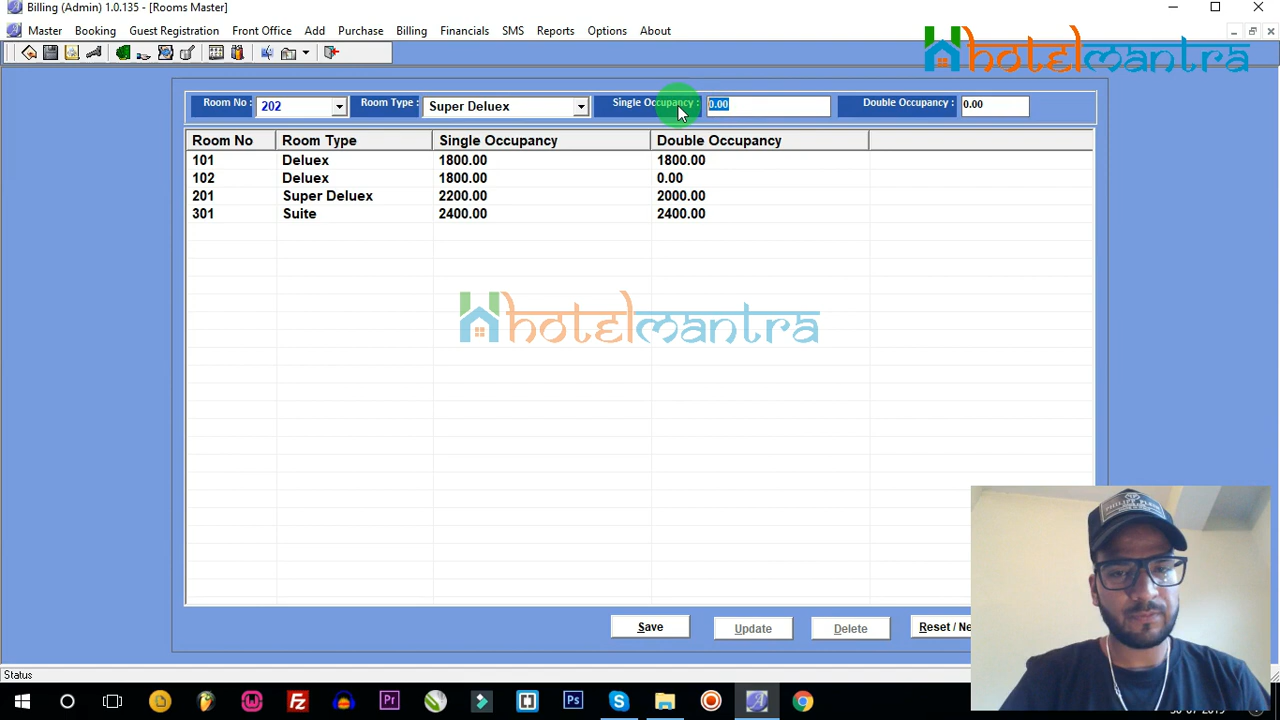 Billing (Admin) 1.0.135 - [Rooms Master]
Master Booking Guest Registration Front Office Add Purchase Billing Financials SMS Reports Options About
hotelmantra
Room No : 202 Room Type : Super Deluex Single Occupancy : 0.00 Double Occupancy : 0.00
Room No Room Type Single Occupancy Double Occupancy
101 Deluex 1800.00 1800.00
102 Deluex 1800.00 0.00
201 Super Deluex 2200.00 2000.00
301 Suite 2400.00 2400.00
hotelmantra
Save Update Delete Reset / Ne
Status
Pr Ps